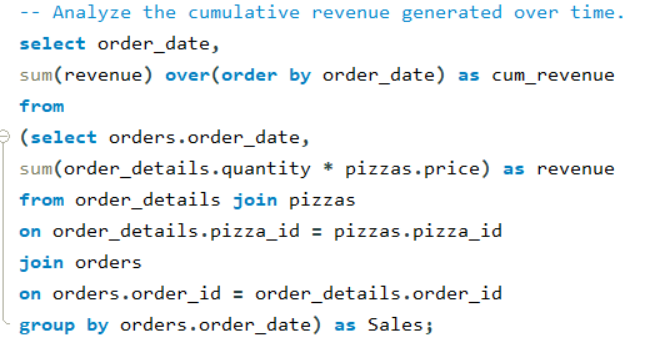 -- Analyze the cumulative revenue generated over time.
select order_date,
sum(revenue) over(order by order_date) as cum_revenue
from
(select orders.order_date,
sum(order_details.quantity * pizzas.price) as revenue
from order_details join pizzas
on order_details.pizza_id = pizzas.pizza_id
join orders
on orders.order_id = order_details.order_id
group by orders.order_date) as Sales;